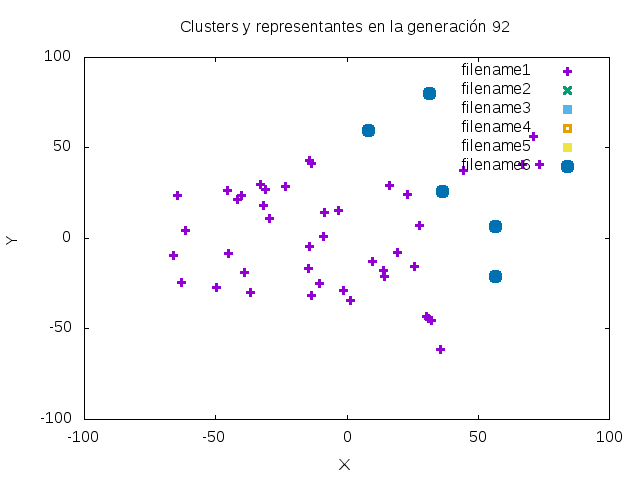 Clusters y representantes en la generación 92
100
50
0
-50
-100
Y
filename1
filename2
filename3
filename4
filename5
filename6
-100
-50
0
50
100
X